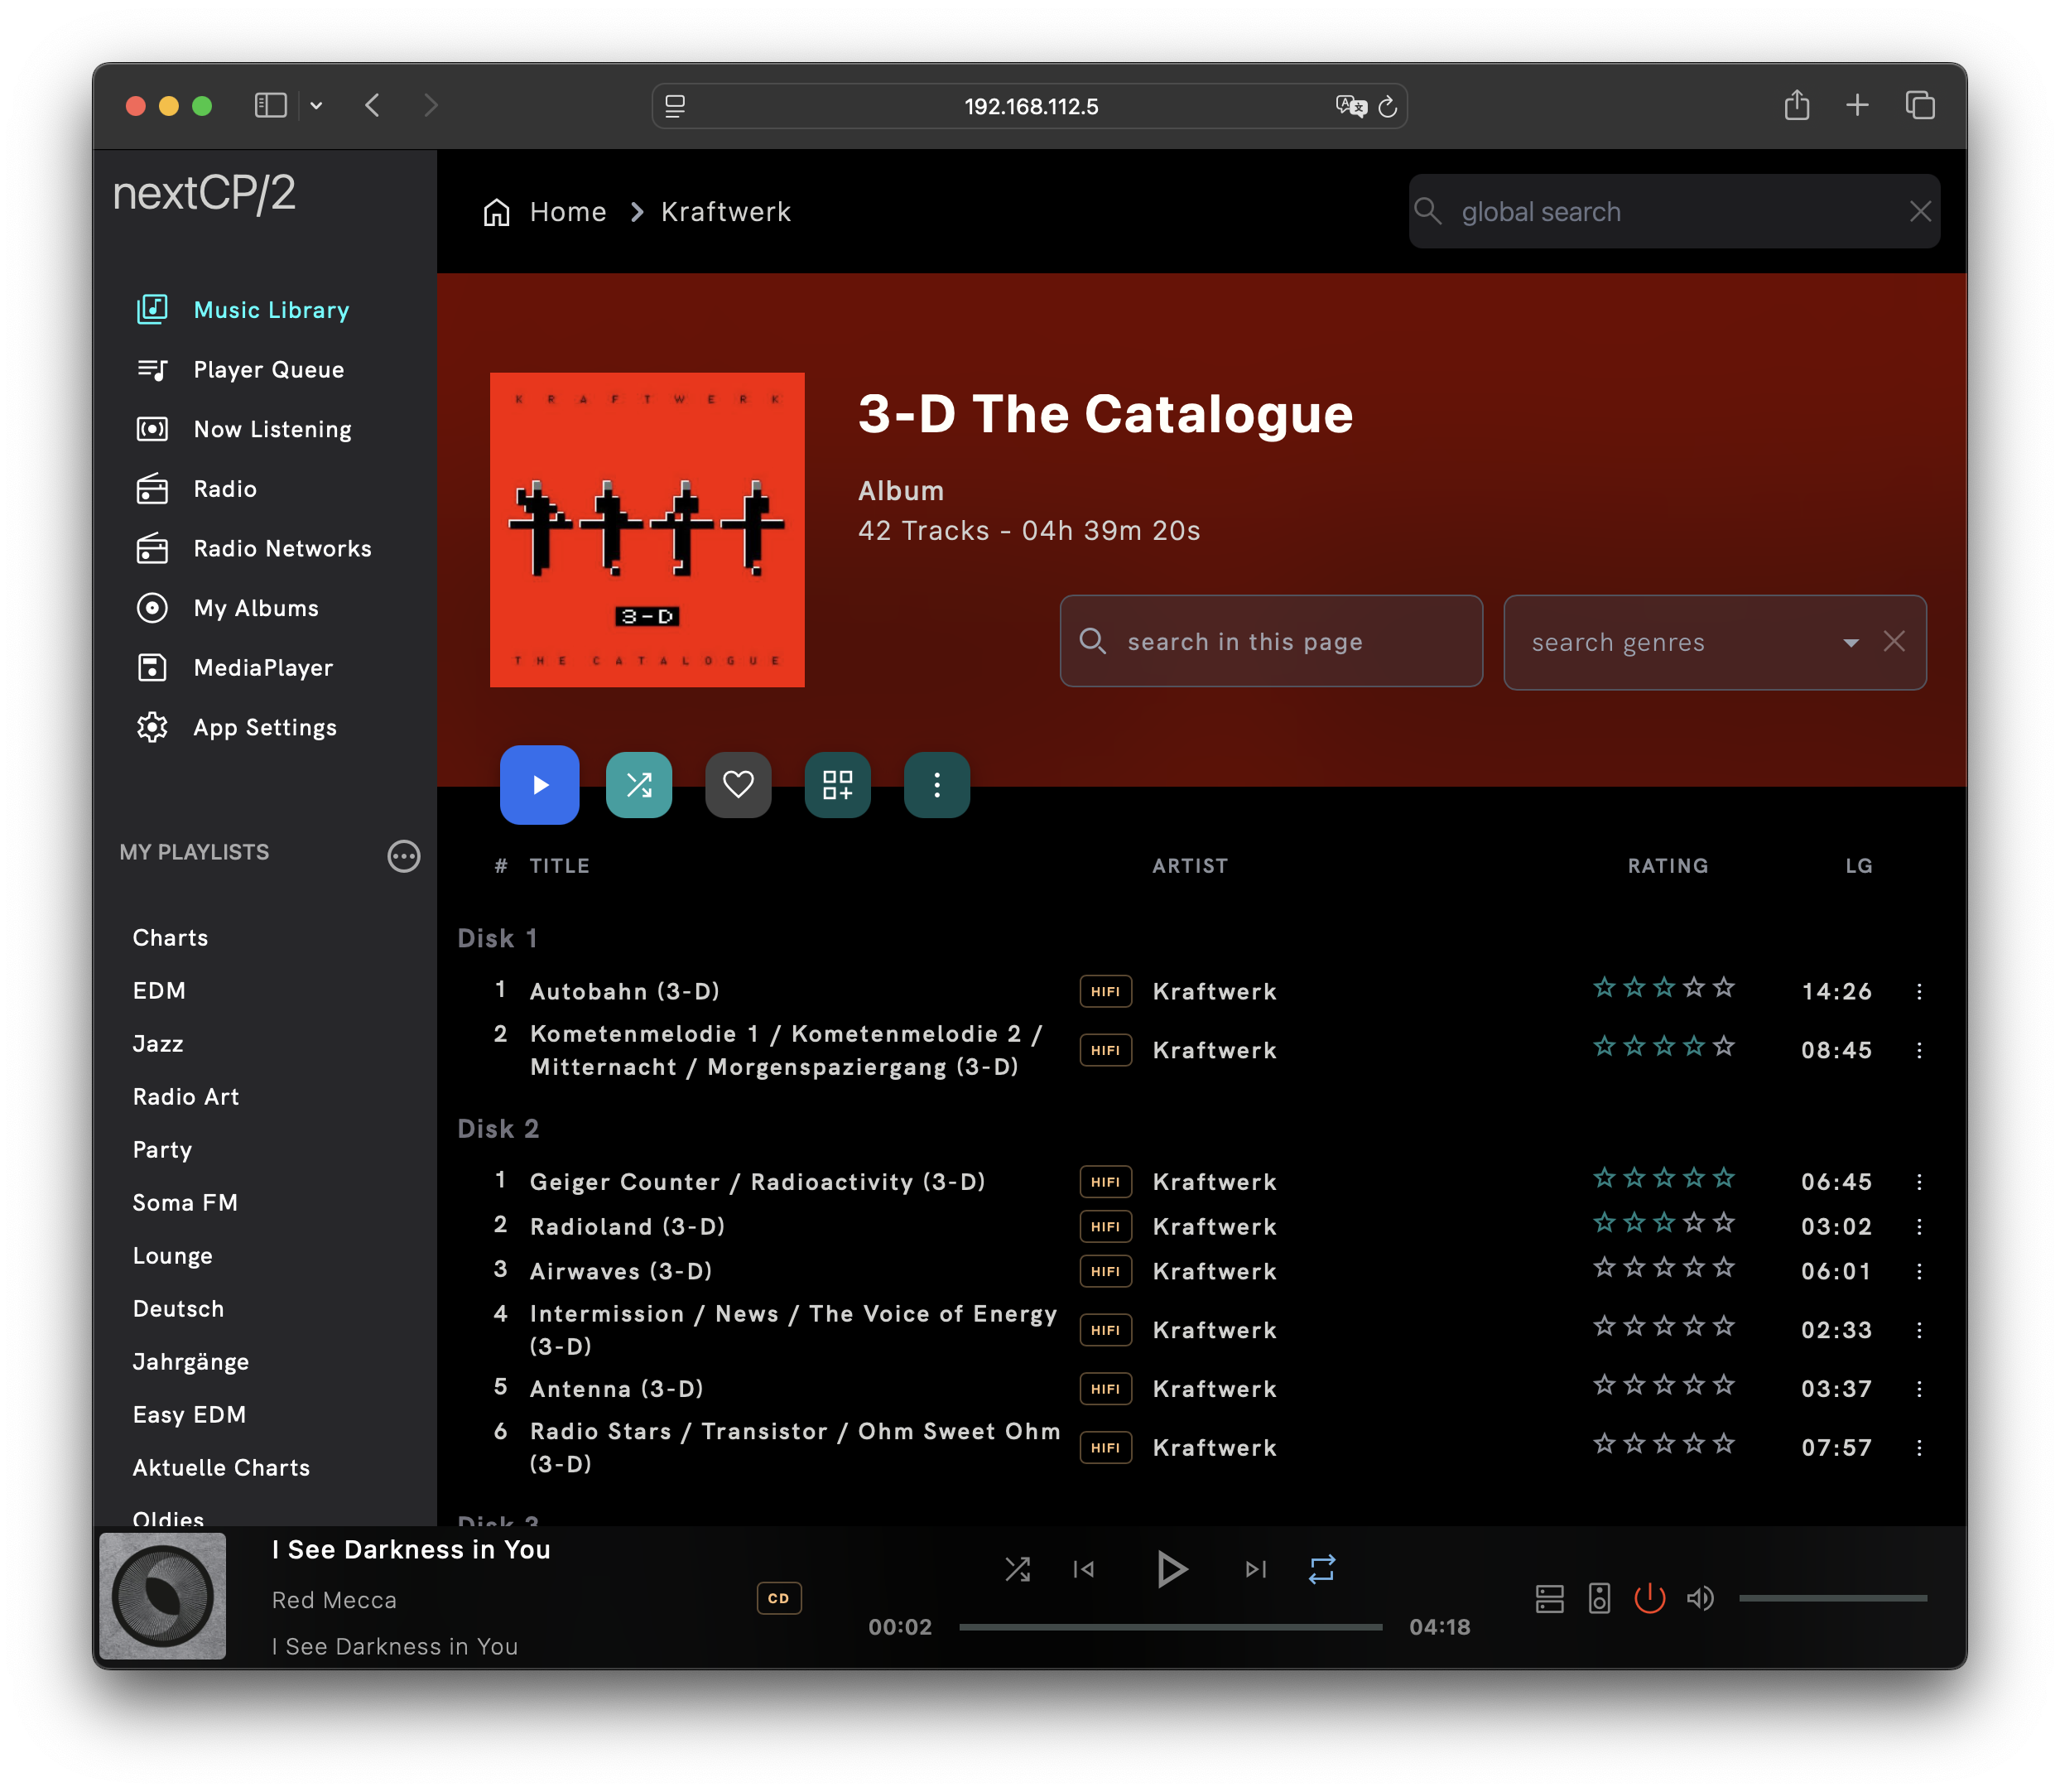 192.168.112.5
nextCP/2
Music Library
Player Queue
Now Listening
Radio
Radio Networks
My Albums
MediaPlayer
App Settings
MY PLAYLISTS
Charts
EDM
Jazz
Radio Art
Party
Soma FM
Lounge
Deutsch
Jahrgänge
Easy EDM
Aktuelle Charts
Oldies
Home > Kraftwerk
global search
KRAFTWERK
3-D
THE CATALOGUE
3-D The Catalogue
Album
42 Tracks - 04h 39m 20s
search in this page
search genres
# TITLE ARTIST RATING LG
Disk 1
1 Autobahn (3-D) HIFI Kraftwerk 14:26
2 Kometenmelodie 1 / Kometenmelodie 2 /
Mitternacht / Morgenspaziergang (3-D) HIFI Kraftwerk 08:45
Disk 2
1 Geiger Counter / Radioactivity (3-D) HIFI Kraftwerk 06:45
2 Radioland (3-D) HIFI Kraftwerk 03:02
3 Airwaves (3-D) HIFI Kraftwerk 06:01
4 Intermission / News / The Voice of Energy
(3-D) HIFI Kraftwerk 02:33
5 Antenna (3-D) HIFI Kraftwerk 03:37
6 Radio Stars / Transistor / Ohm Sweet Ohm
(3-D) HIFI Kraftwerk 07:57
Disk 3
I See Darkness in You
Red Mecca
I See Darkness in You
CD
00:02
04:18